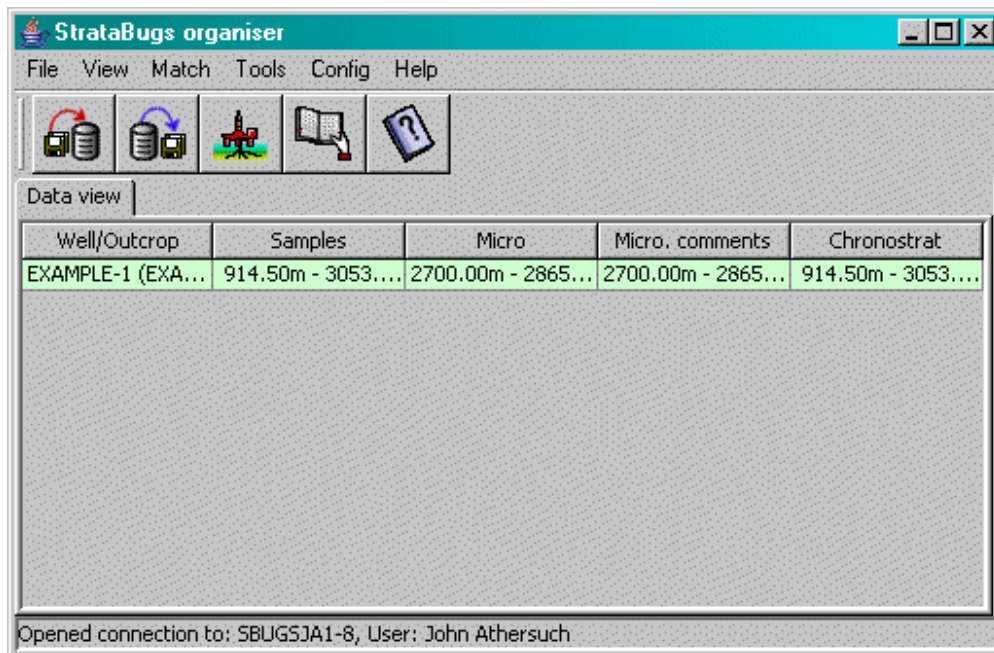 StrataBugs organiser
File View Match Tools Config Help
Data view
Well/Outcrop Samples Micro Micro. comments Chronostrat
EXAMPLE-1 (EXA... 914.50m - 3053.... 2700.00m - 2865... 2700.00m - 2865... 914.50m - 3053....
Opened connection to: SBUGSJA1-8, User: John Athersuch